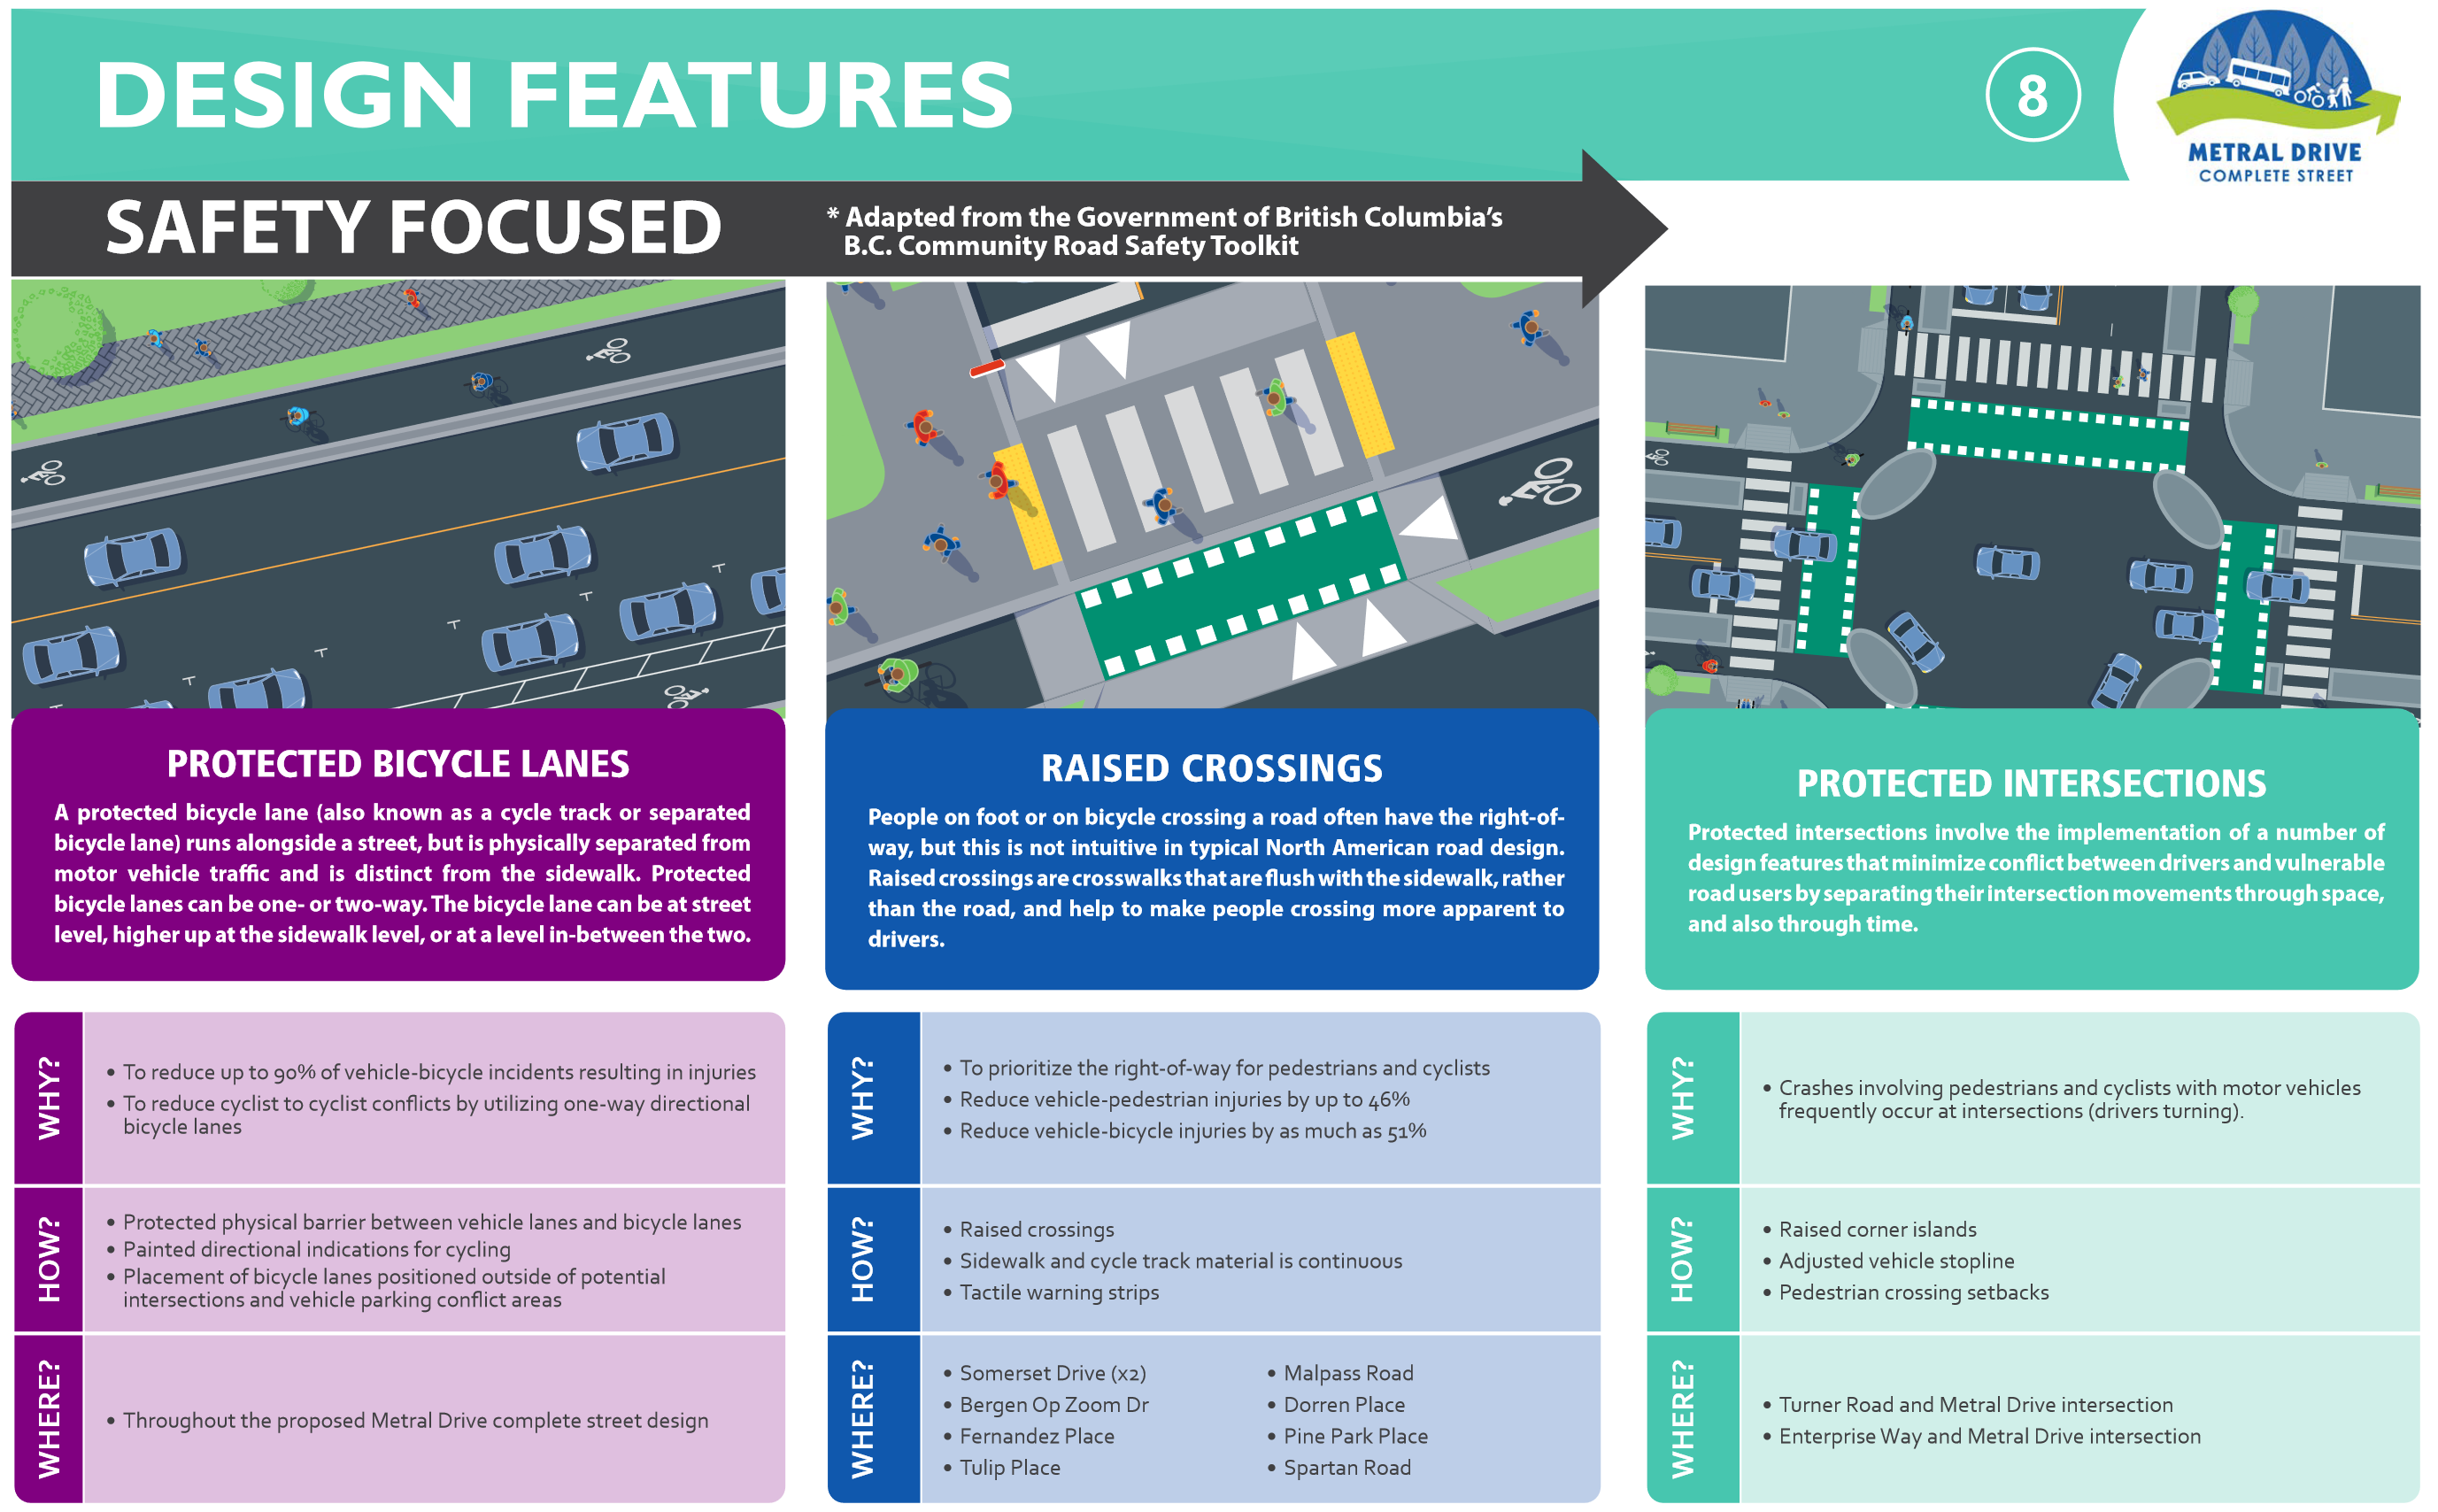 DESIGN FEATURES
8
METRAL DRIVE
COMPLETE STREET
SAFETY FOCUSED
* Adapted from the Government of British Columbia's
B.C. Community Road Safety Toolkit
PROTECTED BICYCLE LANES
A protected bicycle lane (also known as a cycle track or separated
bicycle lane) runs alongside a street, but is physically separated from
motor vehicle traffic and is distinct from the sidewalk. Protected
bicycle lanes can be one- or two-way. The bicycle lane can be at street
level, higher up at the sidewalk level, or at a level in-between the two.
WHY?
• To reduce up to 90% of vehicle-bicycle incidents resulting in injuries
• To reduce cyclist to cyclist conflicts by utilizing one-way directional
bicycle lanes
HOW?
• Protected physical barrier between vehicle lanes and bicycle lanes
• Painted directional indications for cycling
• Placement of bicycle lanes positioned outside of potential
intersections and vehicle parking conflict areas
WHERE?
• Throughout the proposed Metral Drive complete street design
RAISED CROSSINGS
People on foot or on bicycle crossing a road often have the right-of-
way, but this is not intuitive in typical North American road design.
Raised crossings are crosswalks that are flush with the sidewalk, rather
than the road, and help to make people crossing more apparent to
drivers.
WHY?
• To prioritize the right-of-way for pedestrians and cyclists
• Reduce vehicle-pedestrian injuries by up to 46%
• Reduce vehicle-bicycle injuries by as much as 51%
HOW?
• Raised crossings
• Sidewalk and cycle track material is continuous
• Tactile warning strips
WHERE?
• Somerset Drive (x2)
• Bergen Op Zoom Dr
• Fernandez Place
• Tulip Place
• Malpass Road
• Dorren Place
• Pine Park Place
• Spartan Road
PROTECTED INTERSECTIONS
Protected intersections involve the implementation of a number of
design features that minimize conflict between drivers and vulnerable
road users by separating their intersection movements through space,
and also through time.
WHY?
• Crashes involving pedestrians and cyclists with motor vehicles
frequently occur at intersections (drivers turning).
HOW?
• Raised corner islands
• Adjusted vehicle stopline
• Pedestrian crossing setbacks
WHERE?
• Turner Road and Metral Drive intersection
• Enterprise Way and Metral Drive intersection